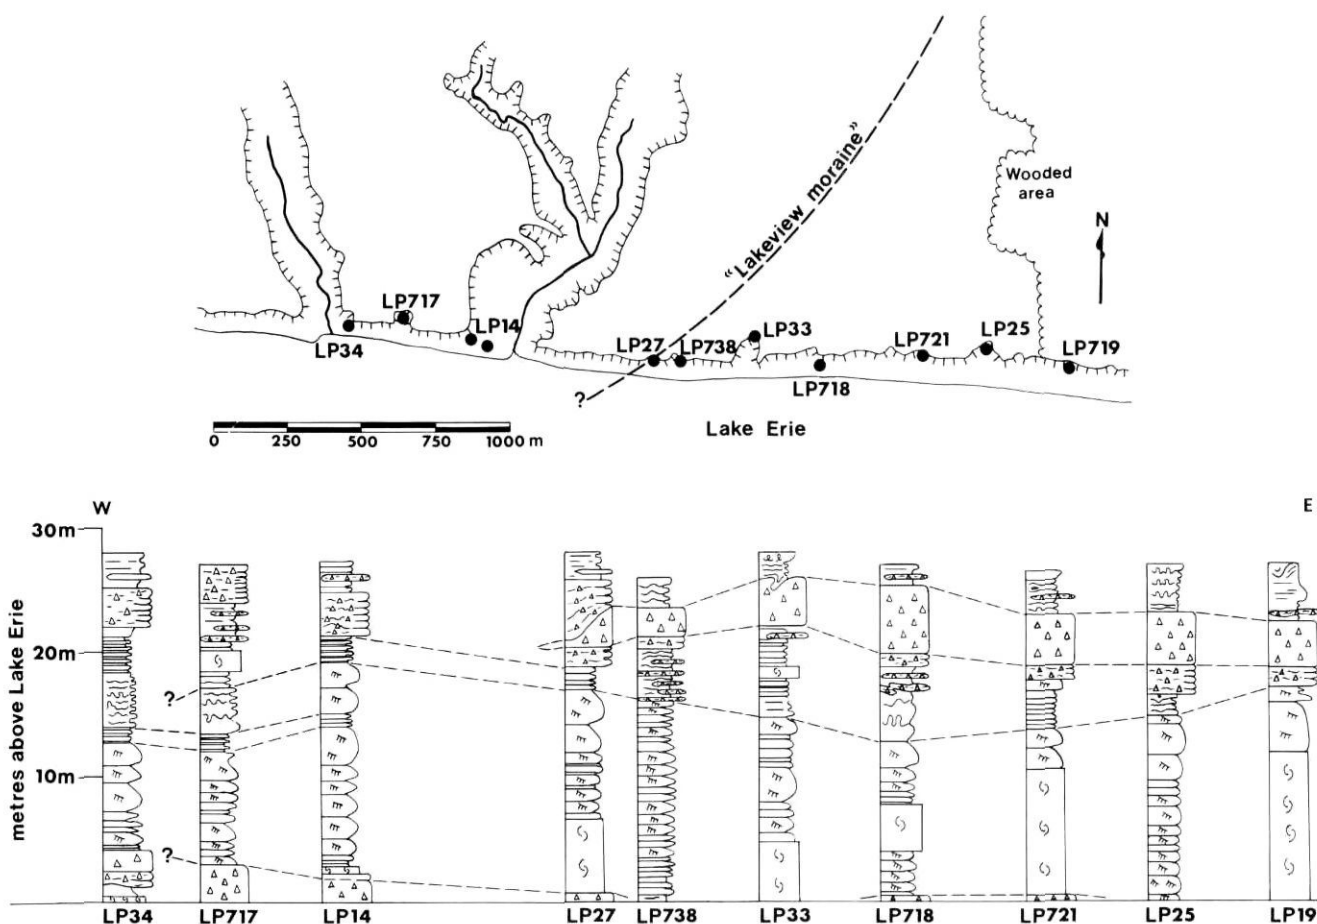 "Lakeview moraine"
Wooded
area
N
LP717
LP34
LP14
LP27
LP738
LP33
LP718
LP721
LP25
LP719
?
0 250 500 750 1000 m
Lake Erie
W
E
30m
20m
10m
metres above Lake Erie
?
?
LP34 LP717 LP14 LP27 LP738 LP33 LP718 LP721 LP25 LP19